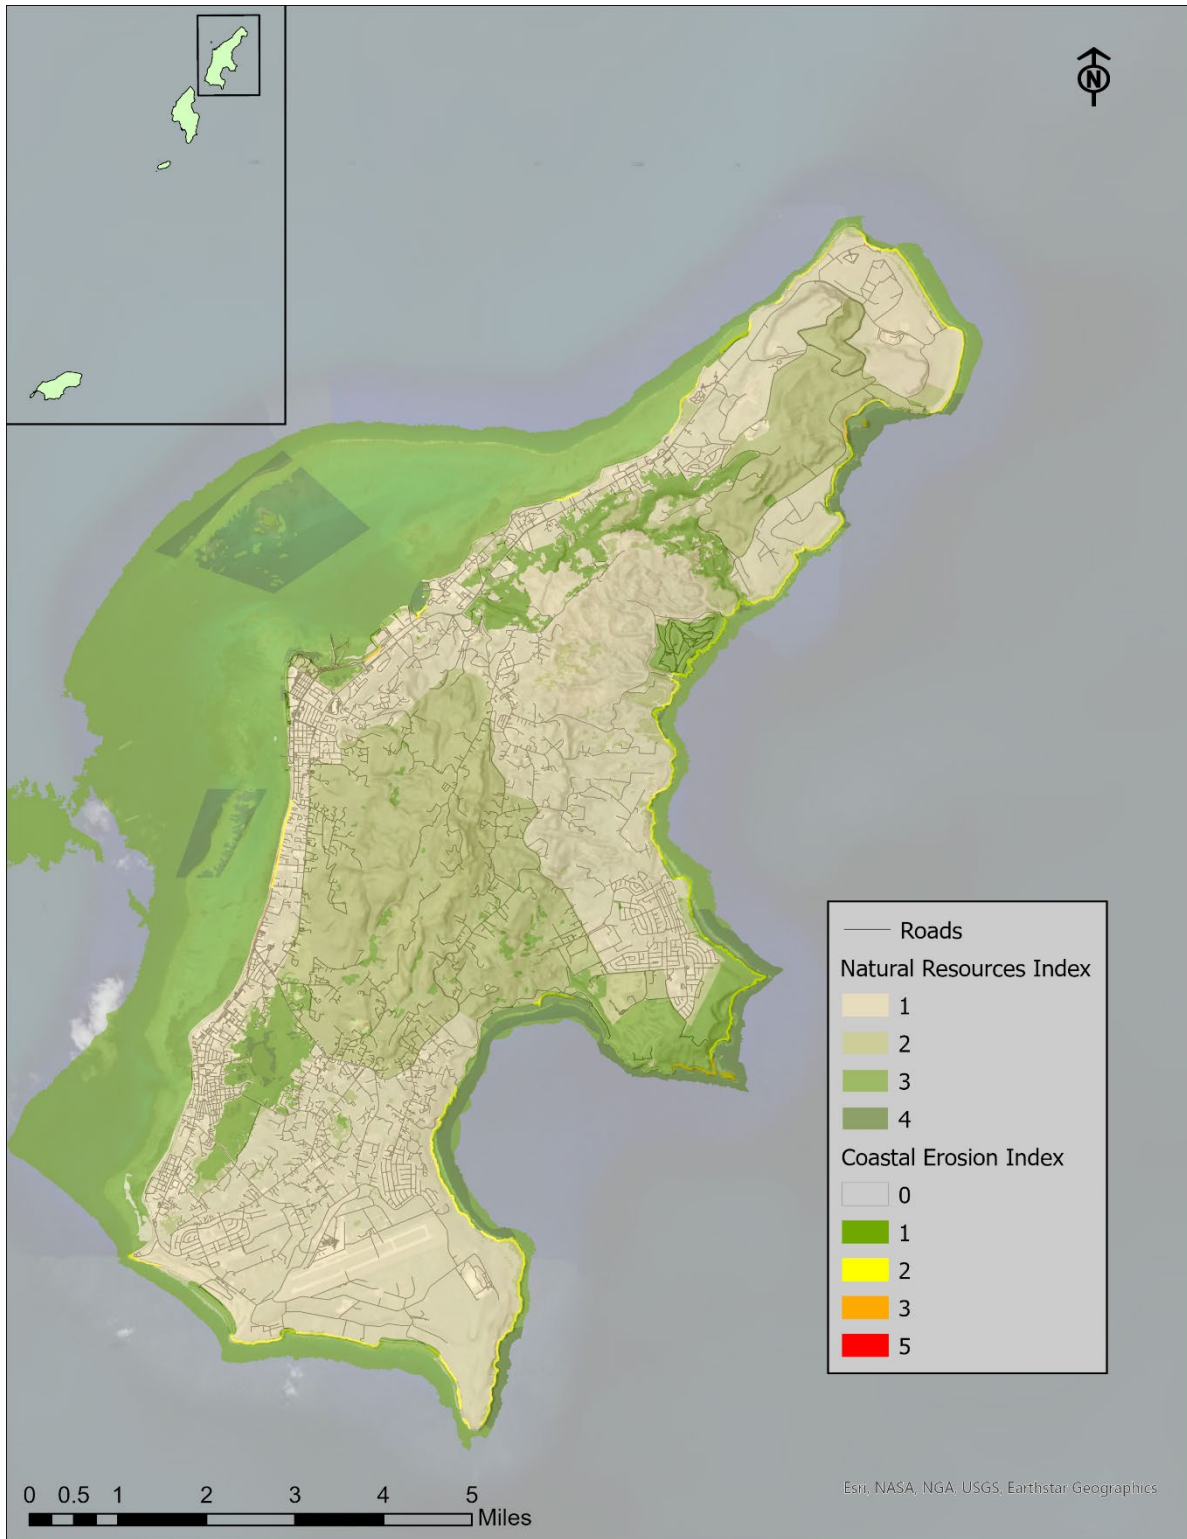 N
Roads
Natural Resources Index
1
2
3
4
Coastal Erosion Index
0
1
2
3
5
Esri, NASA, NGA, USGS, Earthstar Geographics
0 0.5 1 2 3 4 5
Miles